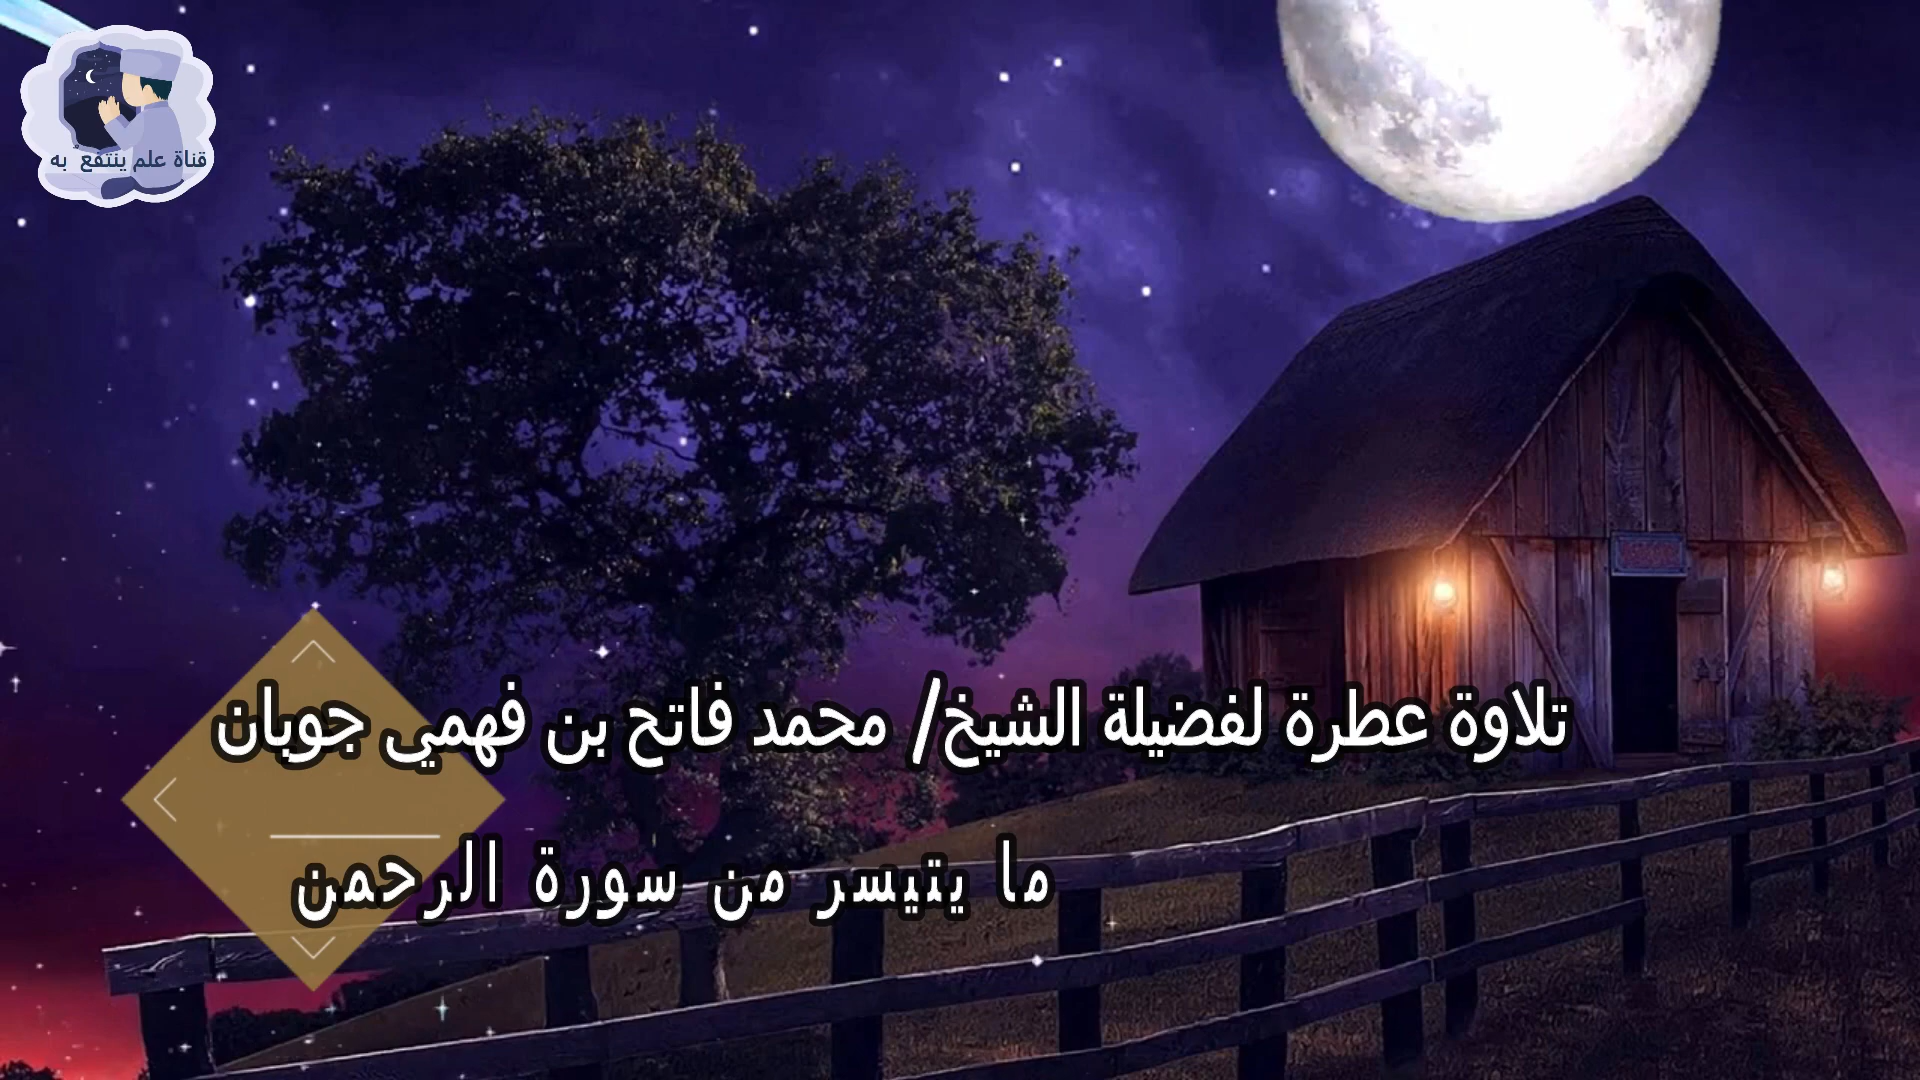 قناة علم ينتفع به
تلاوة عطرة لفضيلة الشيخ/ محمد فاتح بن فهمي جوبان
ما يتيسر من سورة الرحمن